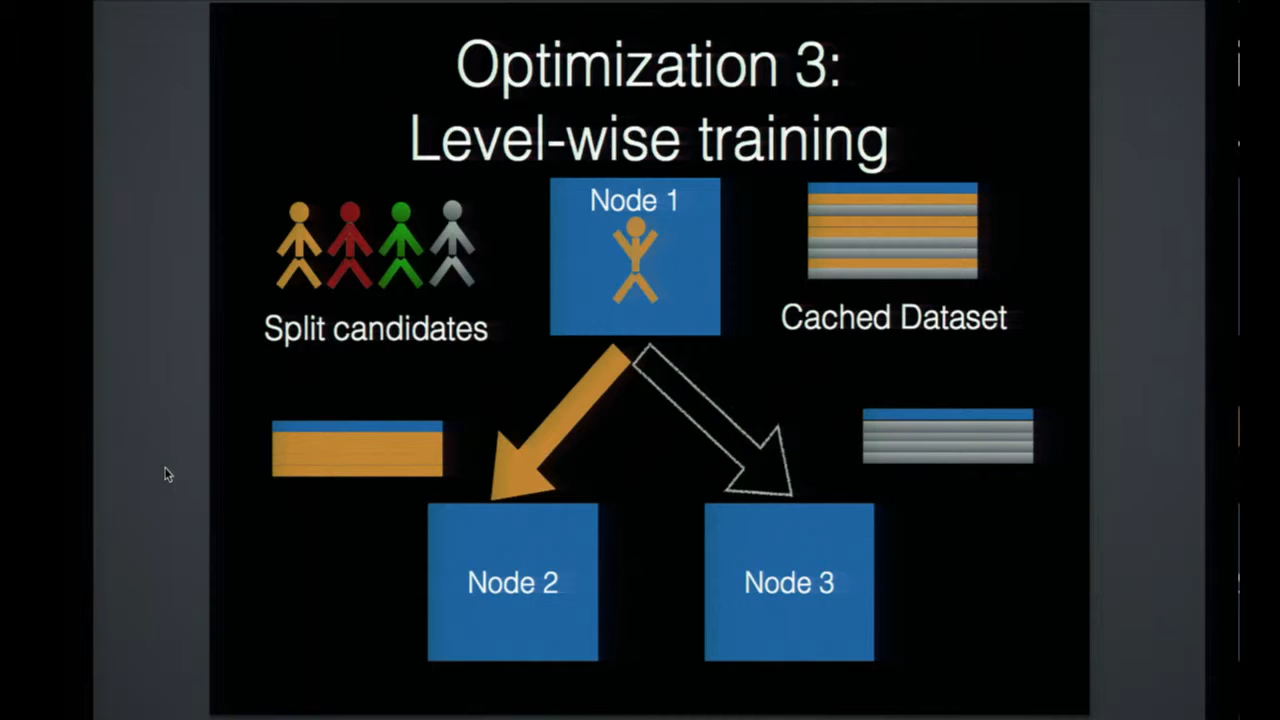 Optimization 3:
Level-wise training
Node 1
Split candidates
Cached Dataset
Node 2
Node 3